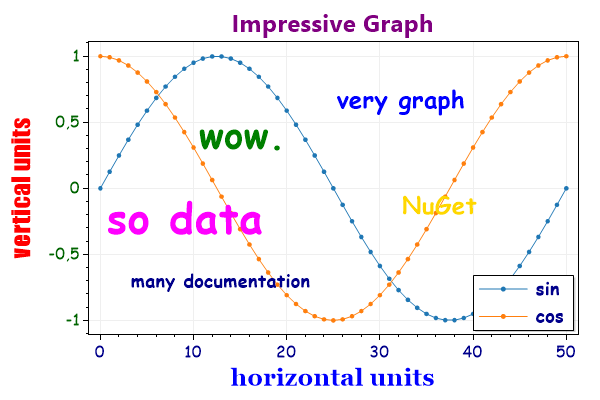 Impressive Graph
vertical units
1
0,5
0
-0,5
-1
very graph
wow.
NuGet
so data
many documentation
sin
cos
0 10 20 30 40 50
horizontal units